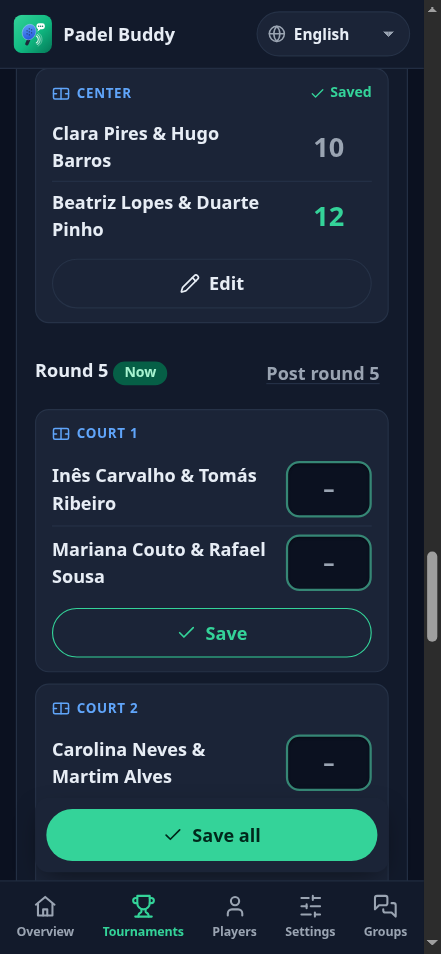 Padel Buddy
English
CENTER
Saved
Clara Pires & Hugo
Barros
10
Beatriz Lopes & Duarte
Pinho
12
Edit
Round 5
Now
Post round 5
COURT 1
Inês Carvalho & Tomás
Ribeiro
–
Mariana Couto & Rafael
Sousa
–
Save
COURT 2
Carolina Neves &
Martim Alves
–
Save all
Overview
Tournaments
Players
Settings
Groups